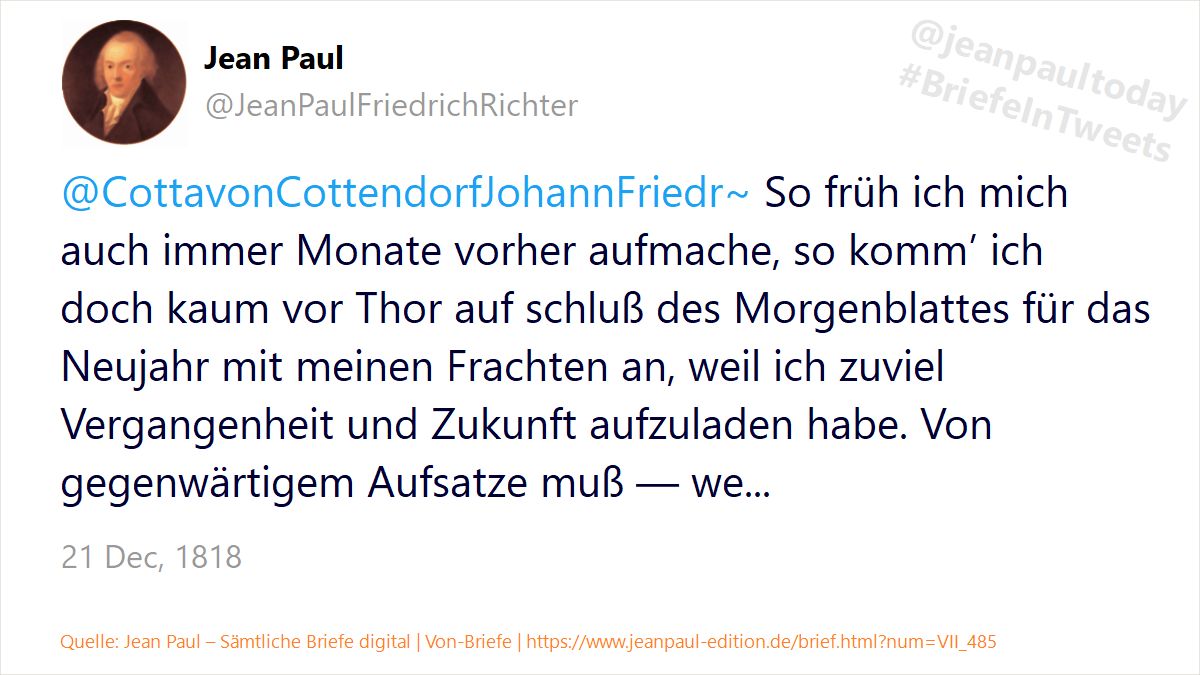 Jean Paul
@JeanPaulFriedrichRichter
@jeanpaultoday
#BriefeInTweets
@CottavonCottendorfJohannFriedr~ So früh ich mich
auch immer Monate vorher aufmache, so komm’ ich
doch kaum vor Thor auf schluß des Morgenblattes für das
Neujahr mit meinen Frachten an, weil ich zuviel
Vergangenheit und Zukunft aufzuladen habe. Von
gegenwärtigem Aufsatze muß — we...
21 Dec, 1818
Quelle: Jean Paul – Sämtliche Briefe digital | Von-Briefe | https://www.jeanpaul-edition.de/brief.html?num=VII_485